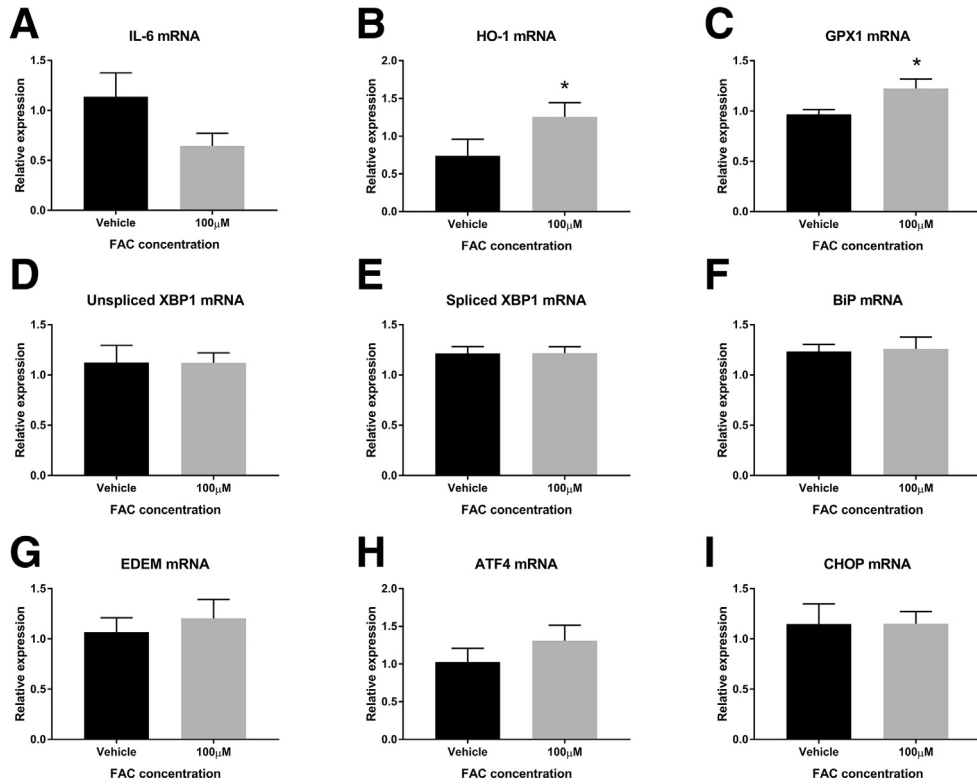 A
IL-6 mRNA
Relative expression
1.5
1.0
0.5
0.0
Vehicle
100μM
FAC concentration
B
HO-1 mRNA
Relative expression
2.0
1.5
1.0
0.5
0.0
*
Vehicle
100μM
FAC concentration
C
GPX1 mRNA
Relative expression
1.5
1.0
0.5
0.0
*
Vehicle
100μM
FAC concentration
D
Unspliced XBP1 mRNA
Relative expression
1.5
1.0
0.5
0.0
Vehicle
100μM
FAC concentration
E
Spliced XBP1 mRNA
Relative expression
1.5
1.0
0.5
0.0
Vehicle
100μM
FAC concentration
F
BiP mRNA
Relative expression
1.5
1.0
0.5
0.0
Vehicle
100μM
FAC concentration
G
EDEM mRNA
Relative expression
1.5
1.0
0.5
0.0
Vehicle
100μM
FAC concentration
H
ATF4 mRNA
Relative expression
2.0
1.5
1.0
0.5
0.0
Vehicle
100μM
FAC concentration
I
CHOP mRNA
Relative expression
1.5
1.0
0.5
0.0
Vehicle
100μM
FAC concentration